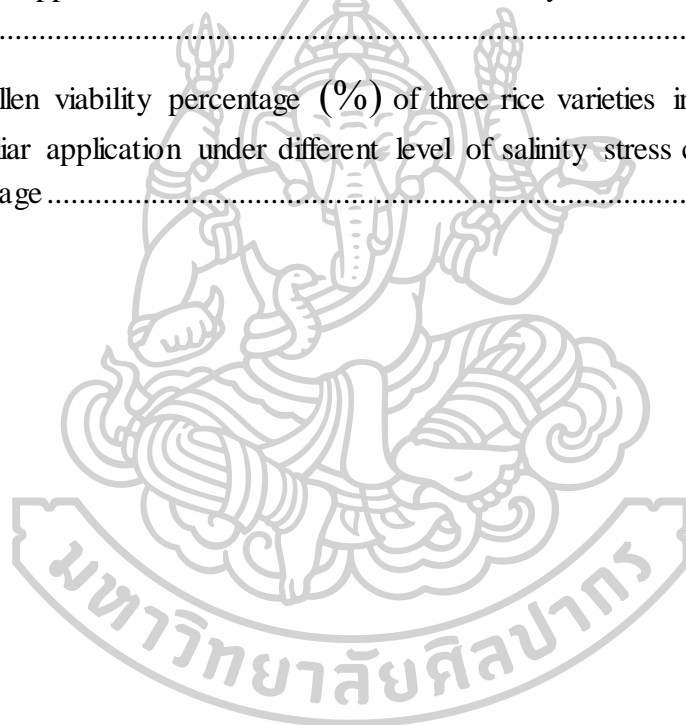 ................................................................................
llen viability percentage (%) of three rice varieties in
iar application under different level of salinity stress
age................................................................................
มหาวิทยาลัยศิลปากร